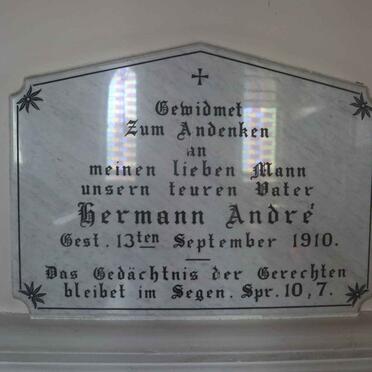 Gewidmet
Zum Andenken
an
meinen lieben Mann
unsern teuren Vater
Hermann André
Gest. 13ten September 1910.
Das Gedächtnis der Gerechten
bleibet im Segen. Spr. 10, 7.